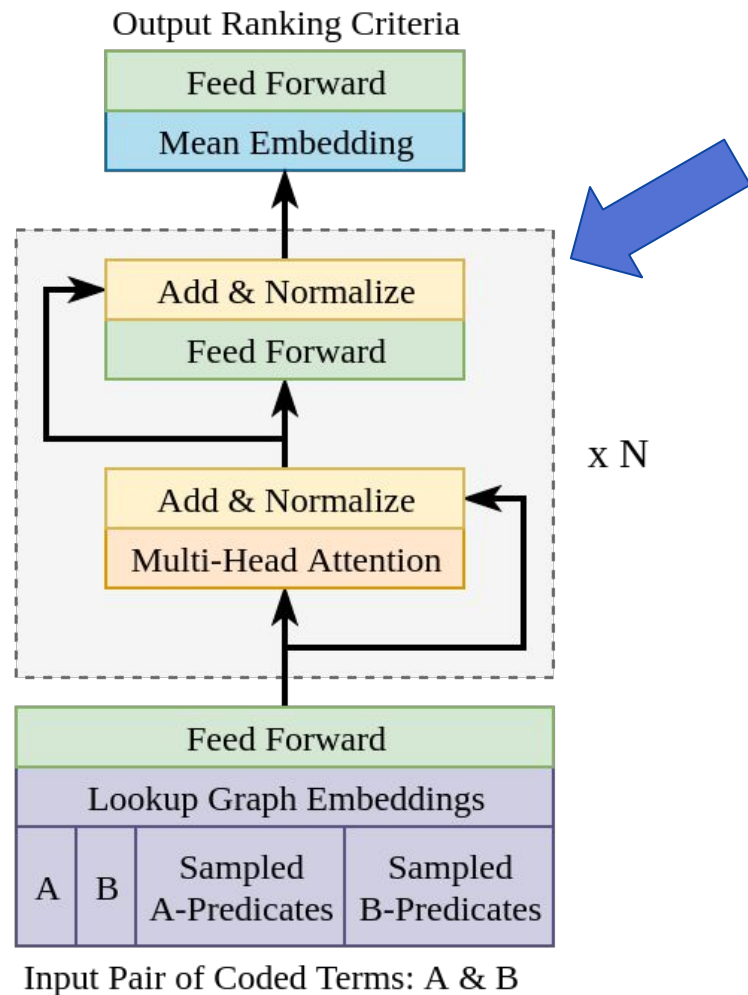 Output Ranking Criteria
Feed Forward
Mean Embedding
Add & Normalize
Feed Forward
x N
Add & Normalize
Multi-Head Attention
Feed Forward
Lookup Graph Embeddings
A
B
Sampled
A-Predicates
Sampled
B-Predicates
Input Pair of Coded Terms: A & B